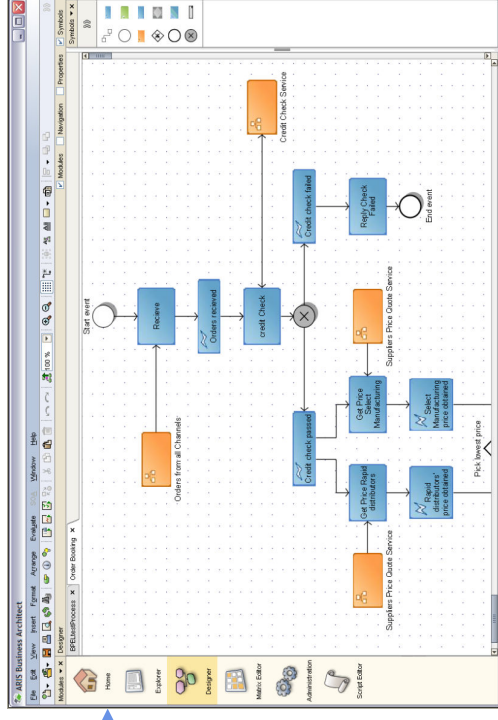 ARIS Business Architect
File Edit View Insert Format Arrange Evaluate Window Help
100 %
Modules Designer
Modules Navigation Properties Symbols
BPELtestProcess Order Booking
Symbols
Home
Explorer
Designer
Matrix Editor
Administration
Script Editor
Start event
Orders from all Channels
Recieve
Orders recieved
credit Check
Credit Check Service
Credit check passed
Credit check failed
Reply Check
Failed
End event
Suppliers Price Quote Service
Get Price Rapid
distributors
Get Price
Select
Manufacturing
Suppliers Price Quote Service
Rapid
distributors'
price obtained
Select
Manufacturing
price obtained
Pick lowest price